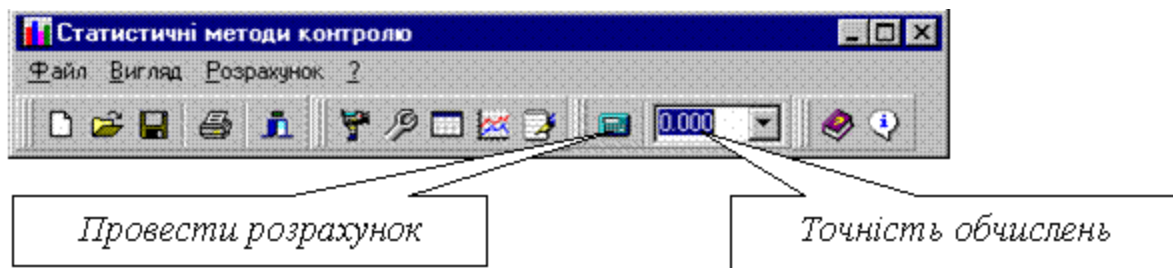 Статистичні методи контролю
Файл Вигляд Розрахунок ?
0.000
Провести розрахунок
Точність обчислень